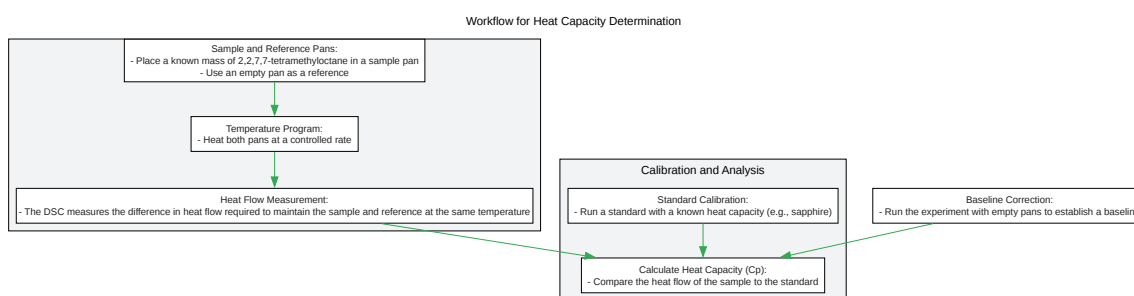 Workflow for Heat Capacity Determination
Sample and Reference Pans:
- Place a known mass of 2,2,7,7-tetramethyloctane in a sample pan
- Use an empty pan as a reference
Temperature Program:
- Heat both pans at a controlled rate
Heat Flow Measurement:
- The DSC measures the difference in heat flow required to maintain the sample and reference at the same temperature
Calibration and Analysis
Standard Calibration:
- Run a standard with a known heat capacity (e.g., sapphire)
Baseline Correction:
- Run the experiment with empty pans to establish a baselin
Calculate Heat Capacity (Cp):
- Compare the heat flow of the sample to the standard